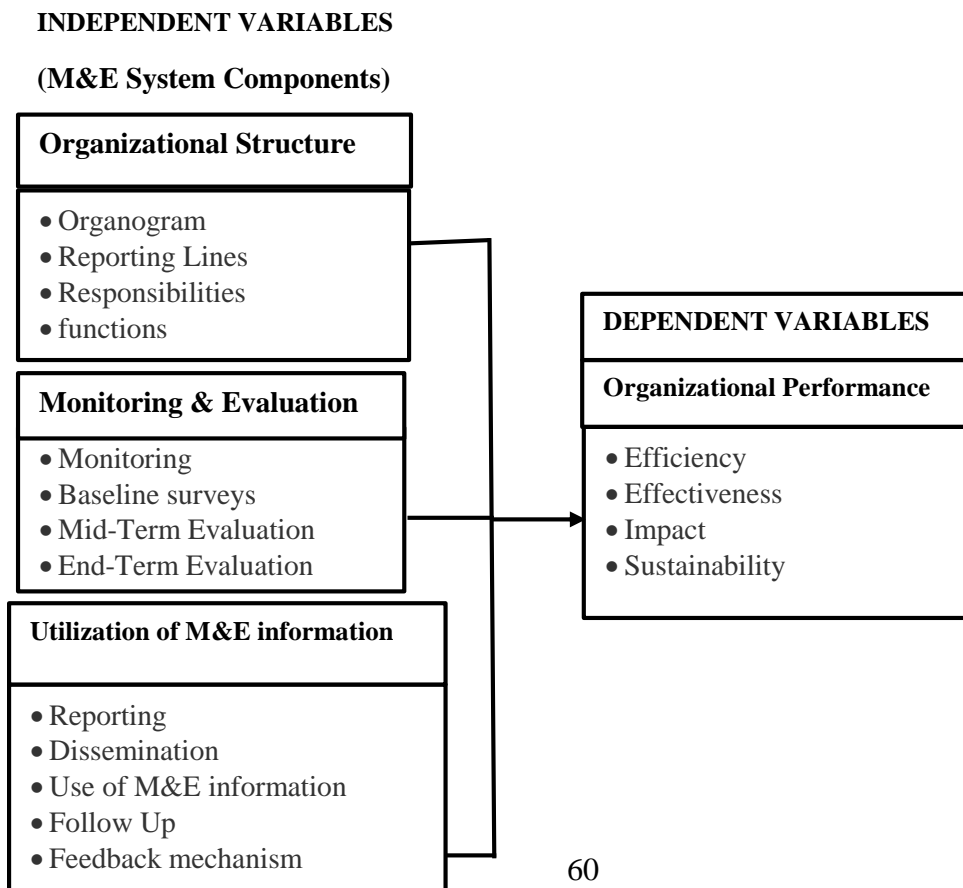 INDEPENDENT VARIABLES
(M&E System Components)
Organizational Structure
• Organogram
• Reporting Lines
• Responsibilities
• functions
Monitoring & Evaluation
• Monitoring
• Baseline surveys
• Mid-Term Evaluation
• End-Term Evaluation
Utilization of M&E information
• Reporting
• Dissemination
• Use of M&E information
• Follow Up
• Feedback mechanism
DEPENDENT VARIABLES
Organizational Performance
• Efficiency
• Effectiveness
• Impact
• Sustainability
60